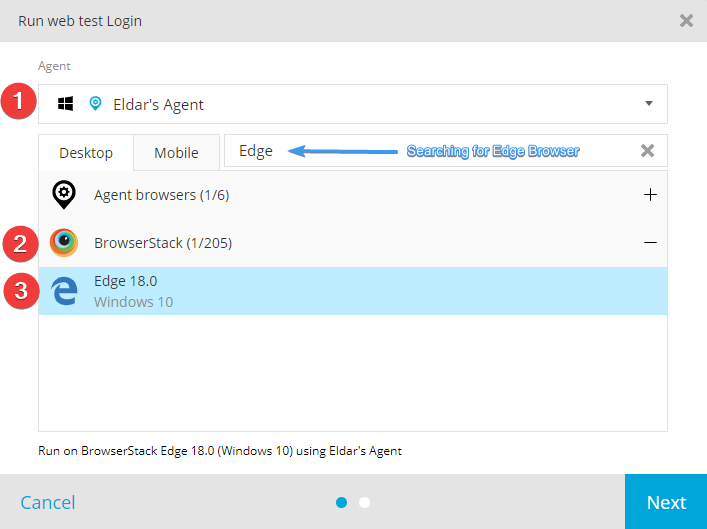 Run web test Login
Agent
1
Eldar's Agent
Desktop
Mobile
Edge
Searching for Edge Browser
Agent browsers (1/6)
2
BrowserStack (1/205)
3
Edge 18.0
Windows 10
Run on BrowserStack Edge 18.0 (Windows 10) using Eldar's Agent
Cancel
Next